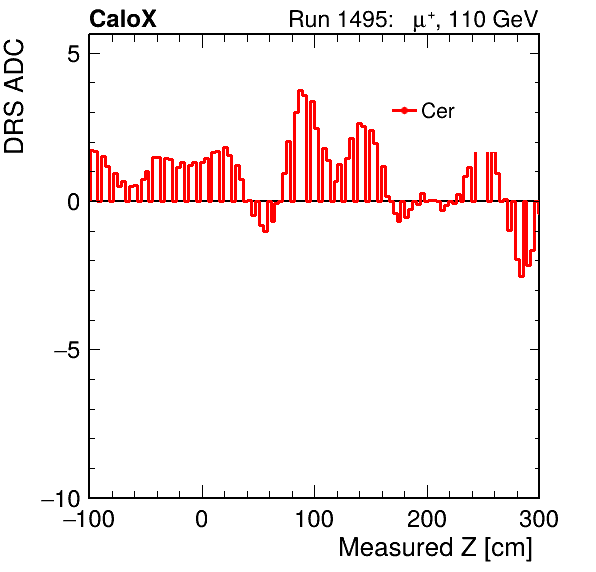 CaloX Run 1495: μ⁺, 110 GeV
DRS ADC
5
Cer
0
−5
−10
−100 0 100 200 300
Measured Z [cm]